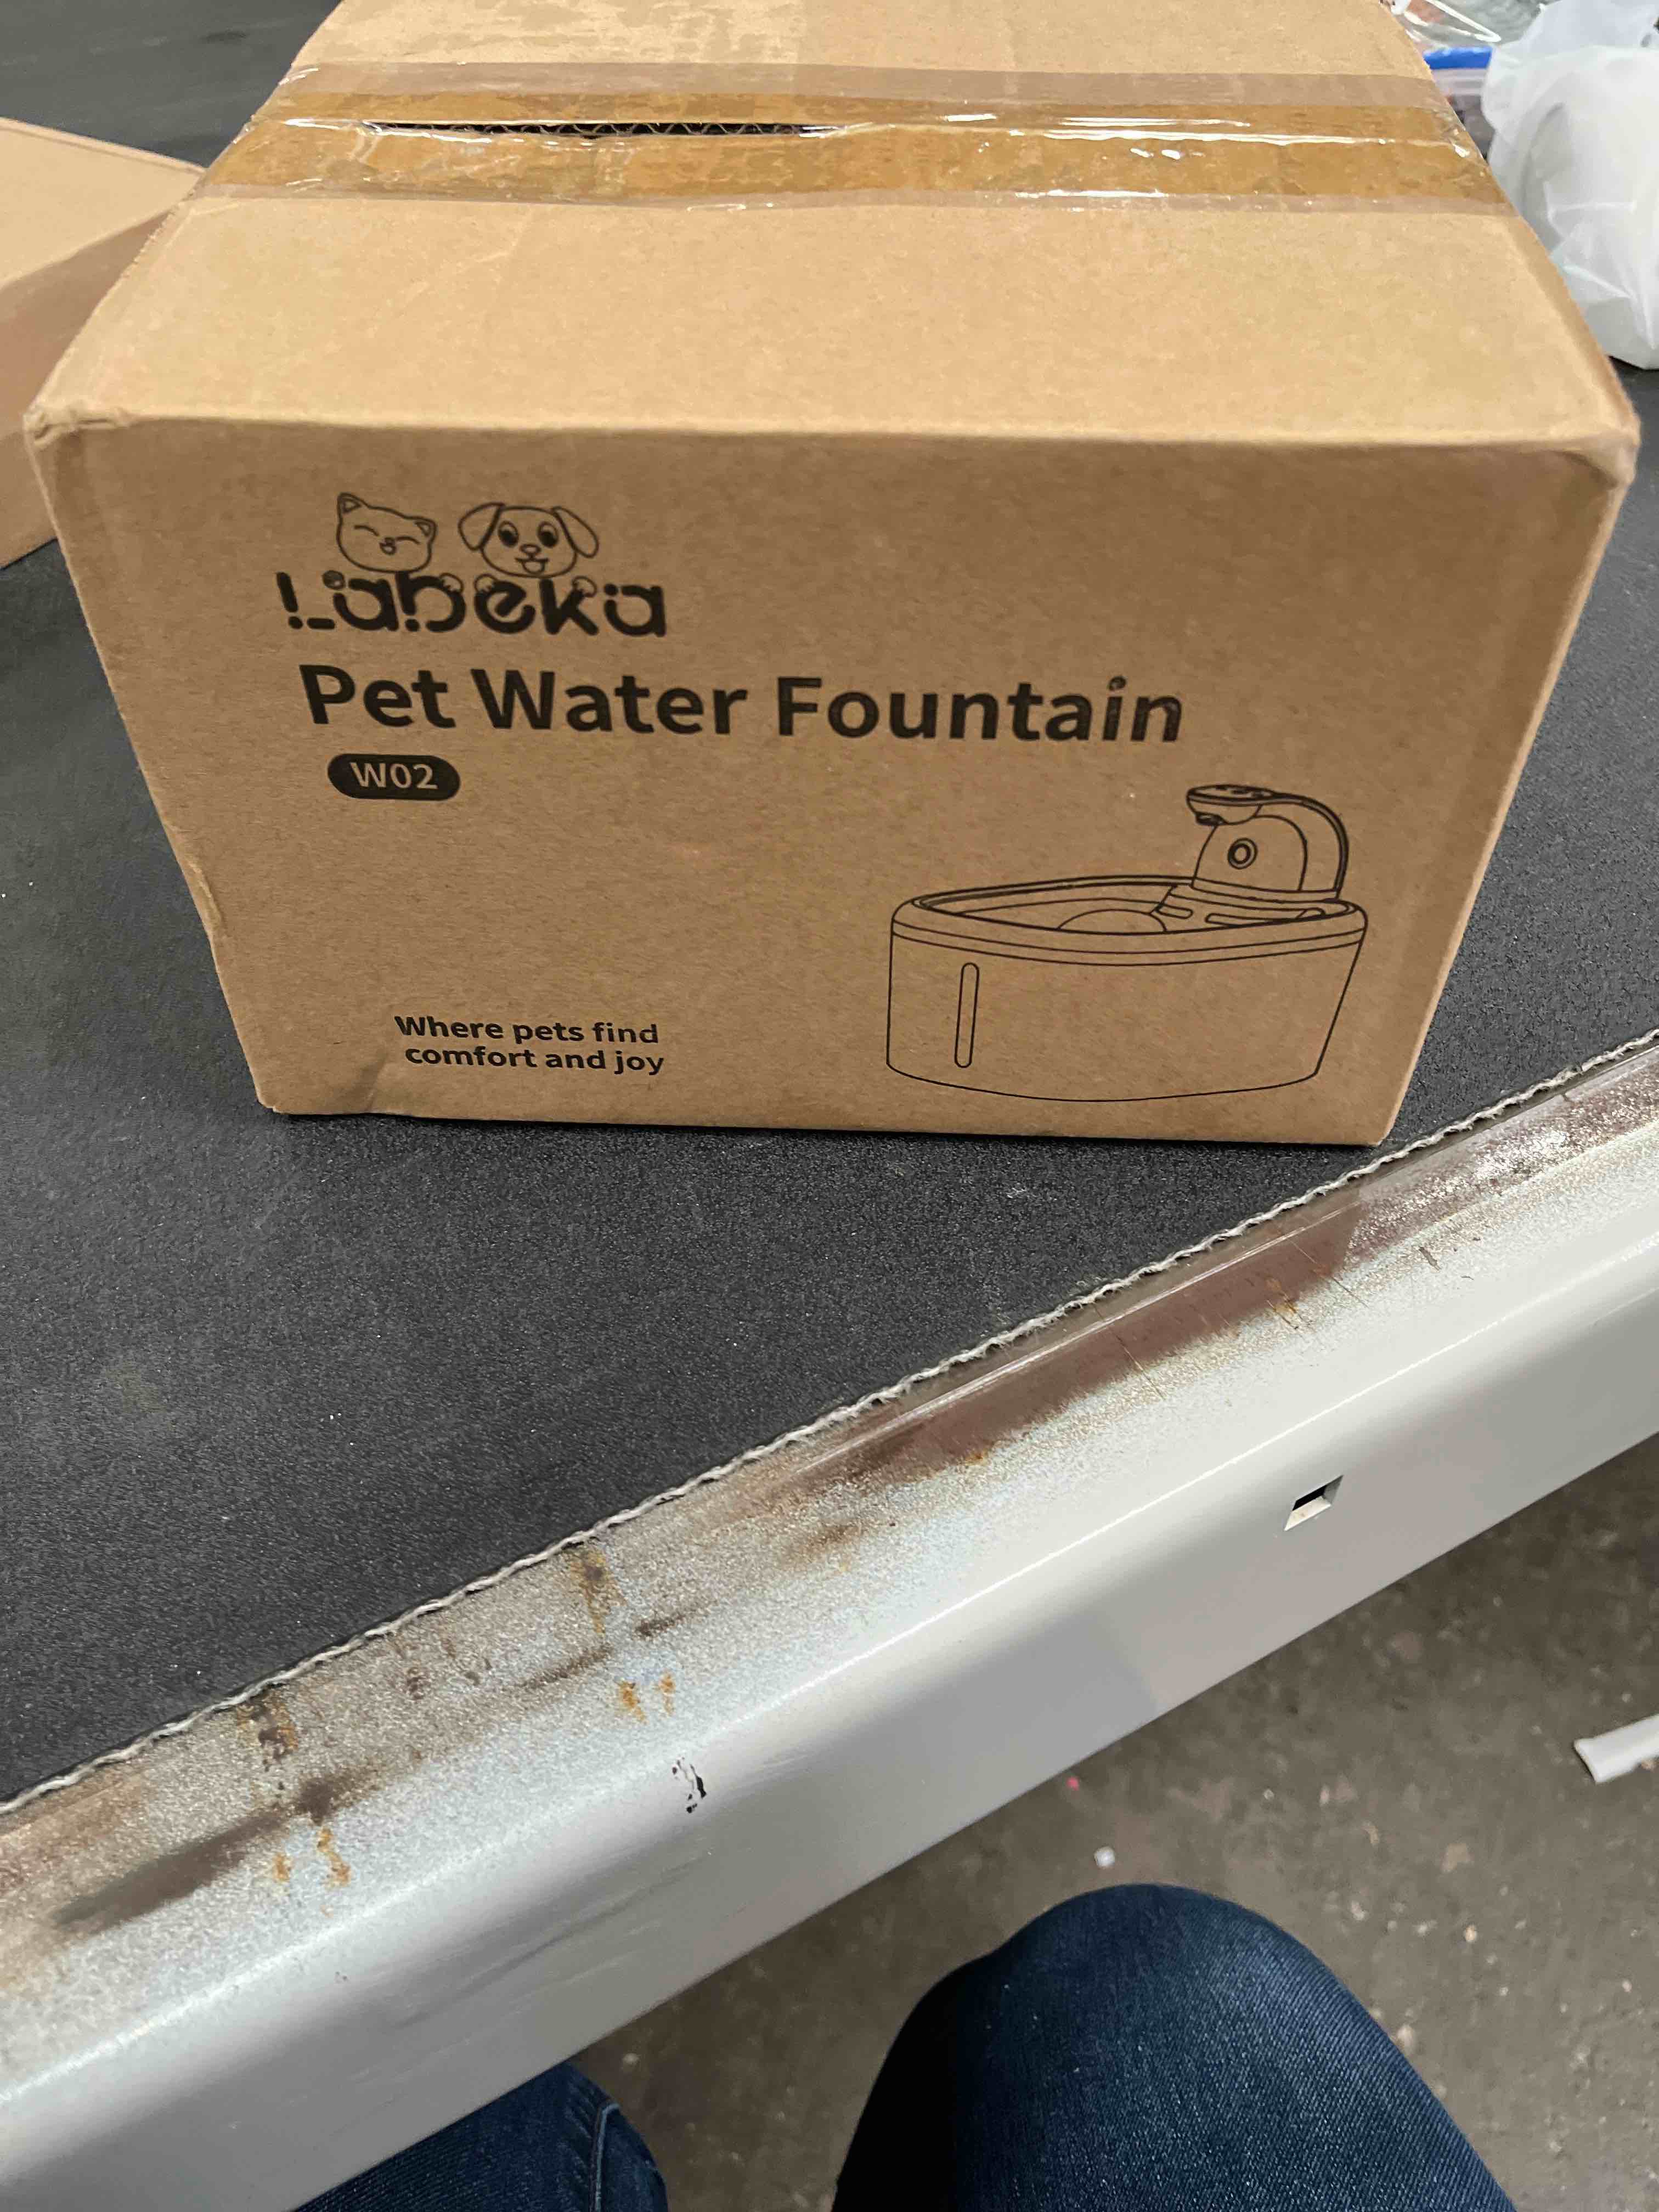 Labeka
Pet Water Fountain
W02
Where pets find
comfort and joy